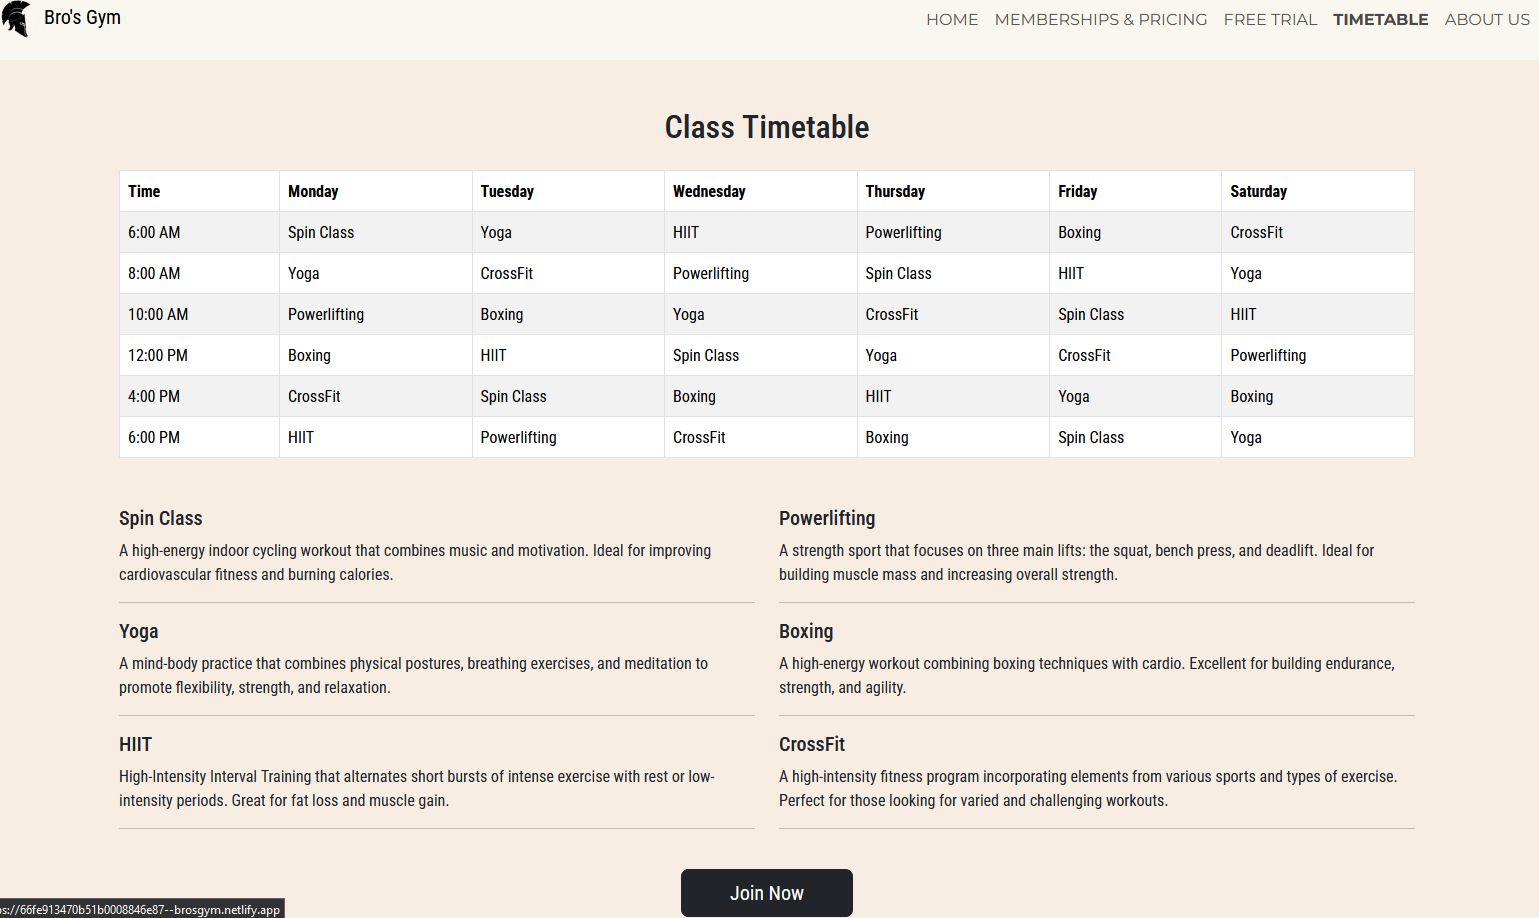 Bro's Gym
HOME MEMBERSHIPS & PRICING FREE TRIAL TIMETABLE ABOUT US
Class Timetable
Time Monday Tuesday Wednesday Thursday Friday Saturday
6:00 AM Spin Class Yoga HIIT Powerlifting Boxing CrossFit
8:00 AM Yoga CrossFit Powerlifting Spin Class HIIT Yoga
10:00 AM Powerlifting Boxing Yoga CrossFit Spin Class HIIT
12:00 PM Boxing HIIT Spin Class Yoga CrossFit Powerlifting
4:00 PM CrossFit Spin Class Boxing HIIT Yoga Boxing
6:00 PM HIIT Powerlifting CrossFit Boxing Spin Class Yoga
Spin Class
A high-energy indoor cycling workout that combines music and motivation. Ideal for improving
cardiovascular fitness and burning calories.
Powerlifting
A strength sport that focuses on three main lifts: the squat, bench press, and deadlift. Ideal for
building muscle mass and increasing overall strength.
Yoga
A mind-body practice that combines physical postures, breathing exercises, and meditation to
promote flexibility, strength, and relaxation.
Boxing
A high-energy workout combining boxing techniques with cardio. Excellent for building endurance,
strength, and agility.
HIIT
High-Intensity Interval Training that alternates short bursts of intense exercise with rest or low-
intensity periods. Great for fat loss and muscle gain.
CrossFit
A high-intensity fitness program incorporating elements from various sports and types of exercise.
Perfect for those looking for varied and challenging workouts.
Join Now
ps://66fe913470b51b0008846e87--brosgym.netlify.app